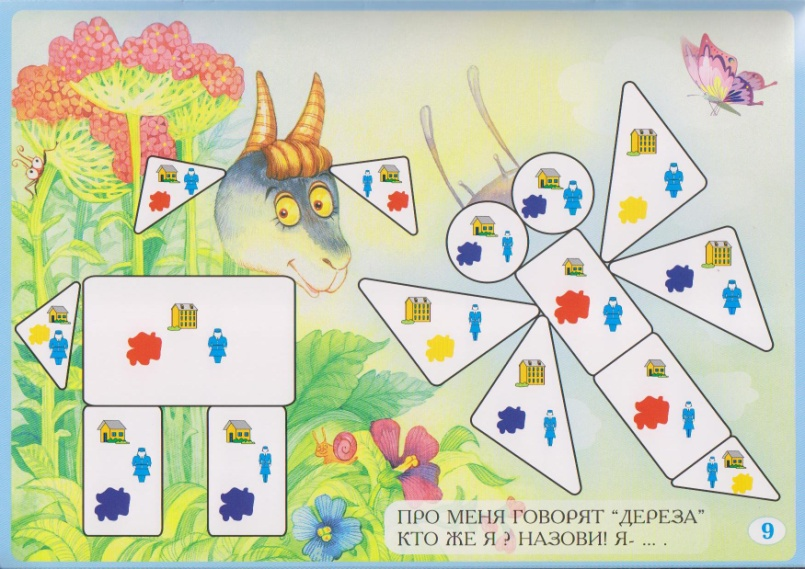 ПРО МЕНЯ ГОВОРЯТ “ДЕРЕЗА”
КТО ЖЕ Я ? НАЗОВИ! Я- ... .
9